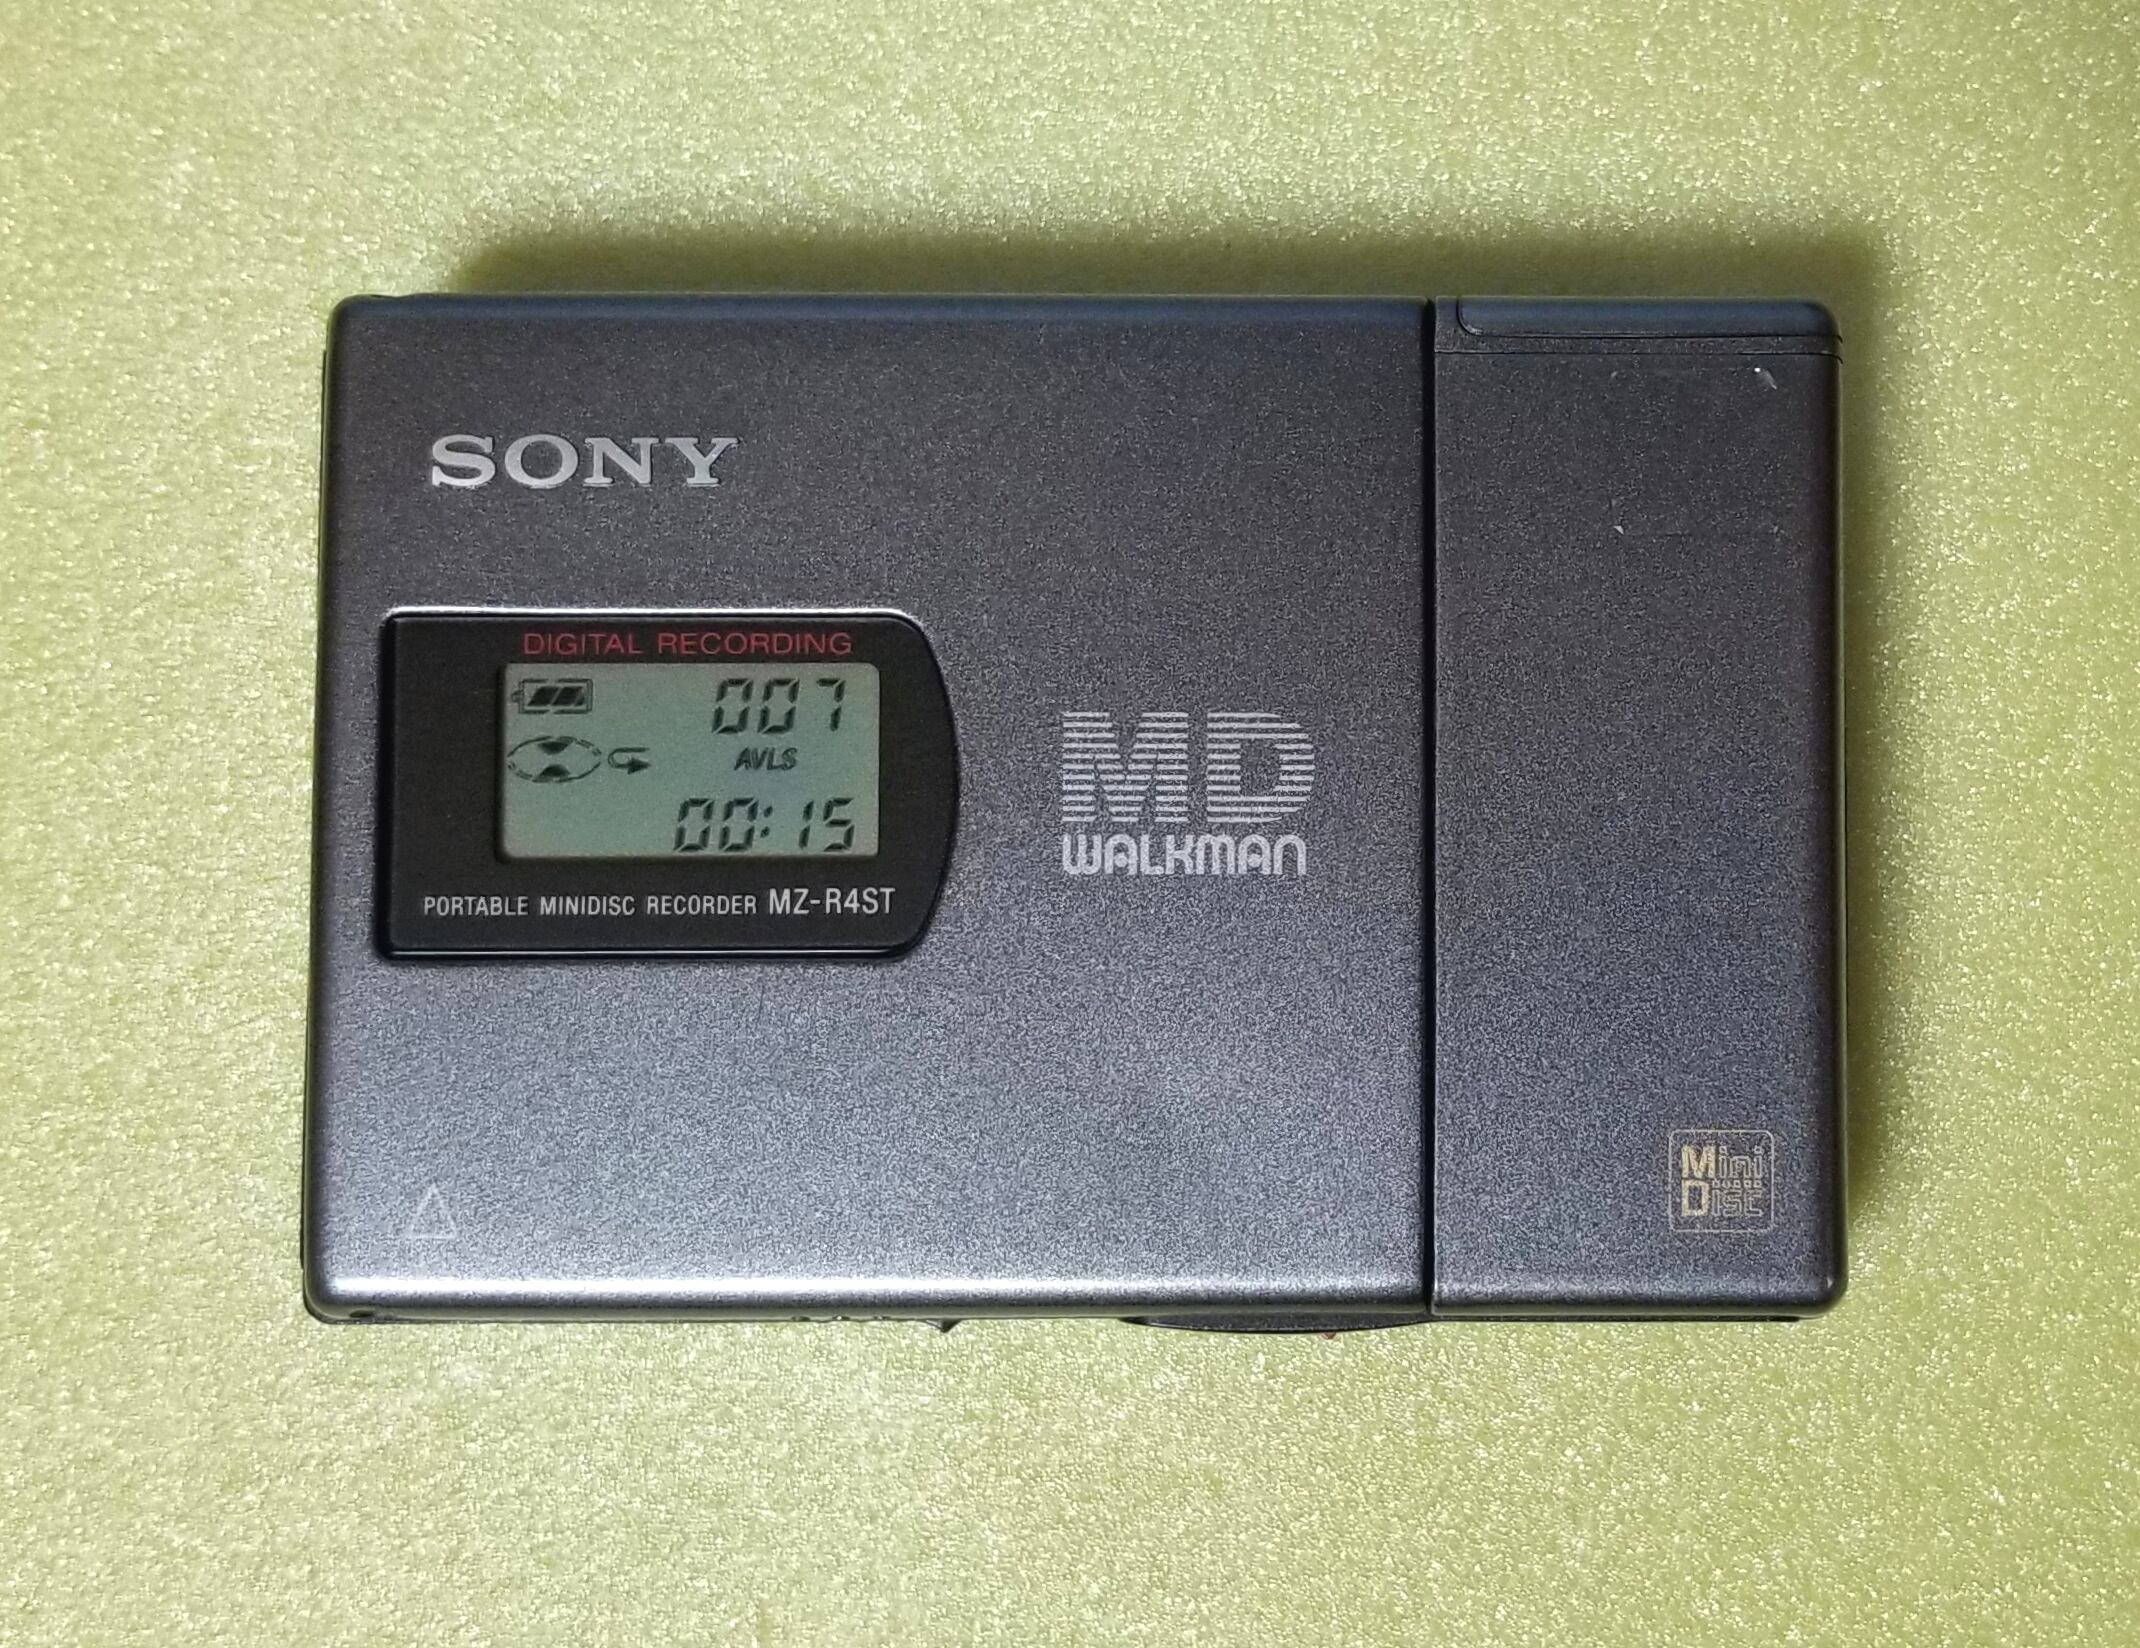 SONY
DIGITAL RECORDING
007
AVLS
00:15
PORTABLE MINIDISC RECORDER MZ-R4ST
MD
WALKMAN
Mini
Disc